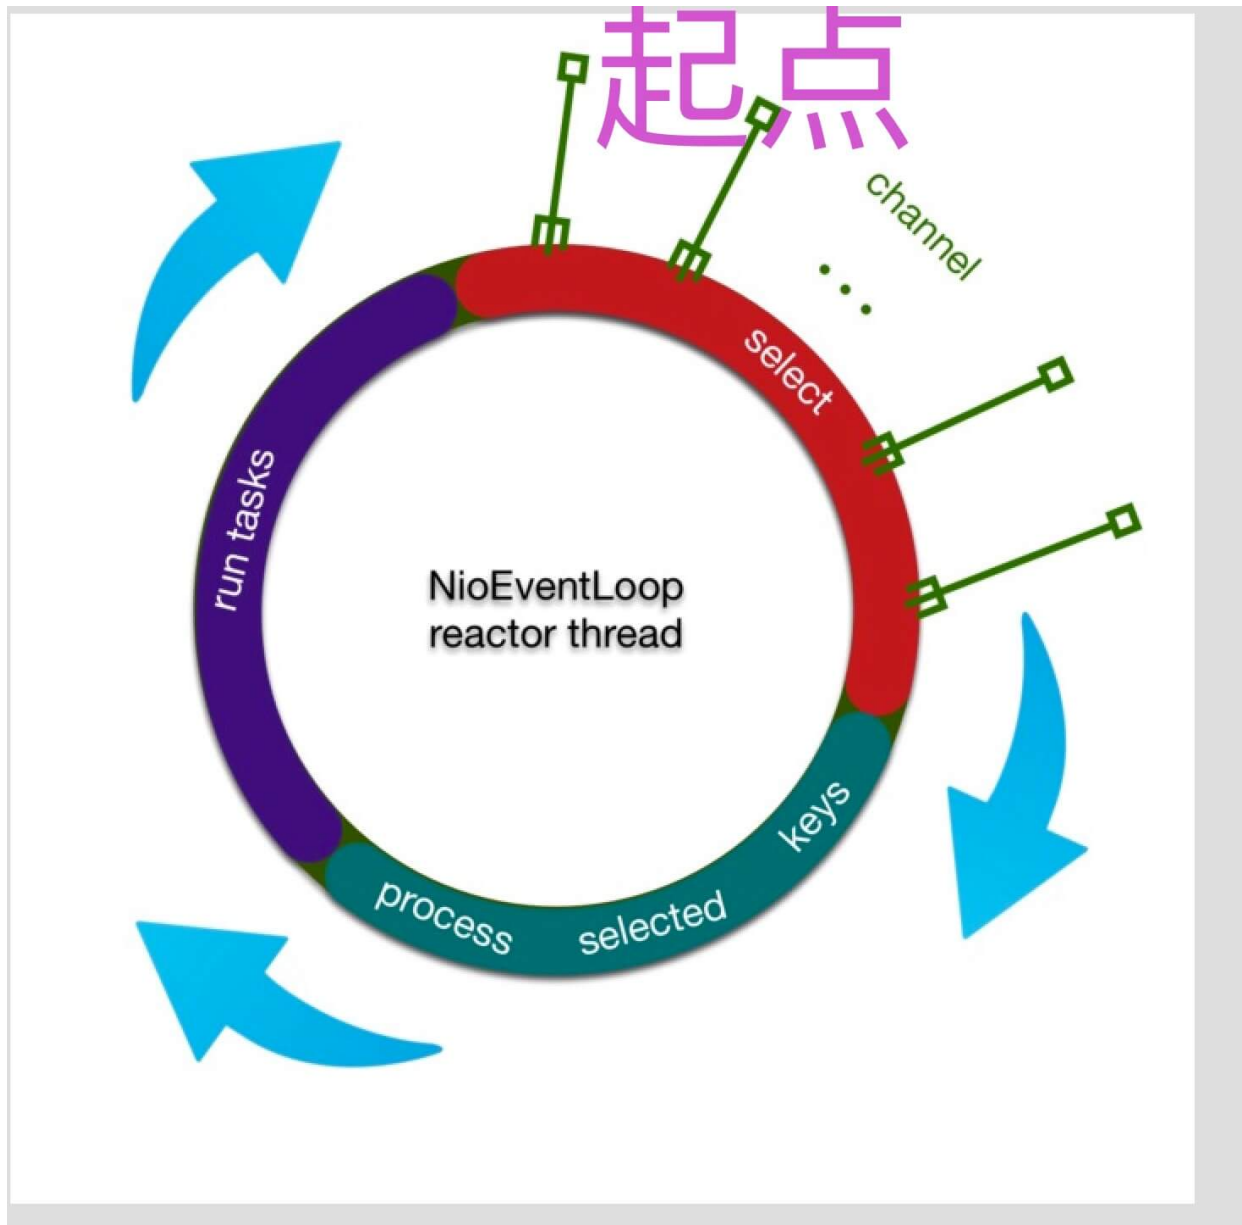 起点
channel
select
run tasks
NioEventLoop
reactor thread
keys
process selected